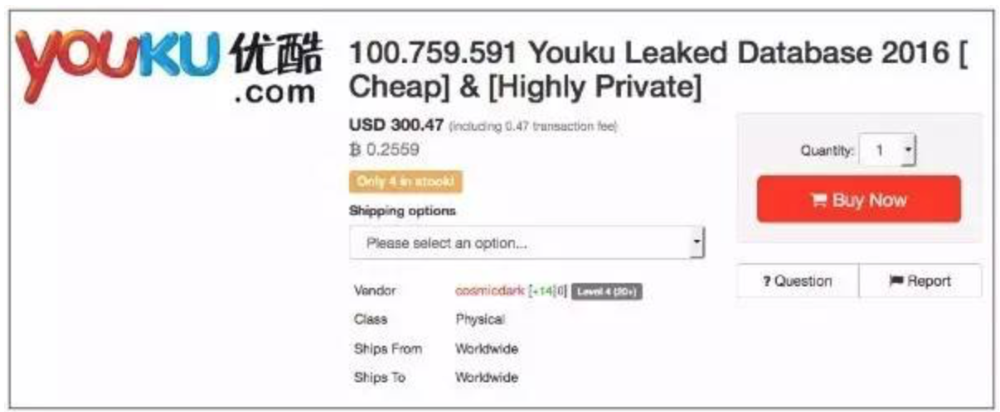 YOUKU 优酷
.com
100.759.591 Youku Leaked Database 2016 [
Cheap] & [Highly Private]
USD 300.47 (including 0.47 transaction fee)
฿ 0.2559
Only 4 in stock!
Quantity: 1
Buy Now
Shipping options
Please select an option...
? Question
Report
Vendor cosmicdark [+14|0] Level 4 (20+)
Class Physical
Ships From Worldwide
Ships To Worldwide